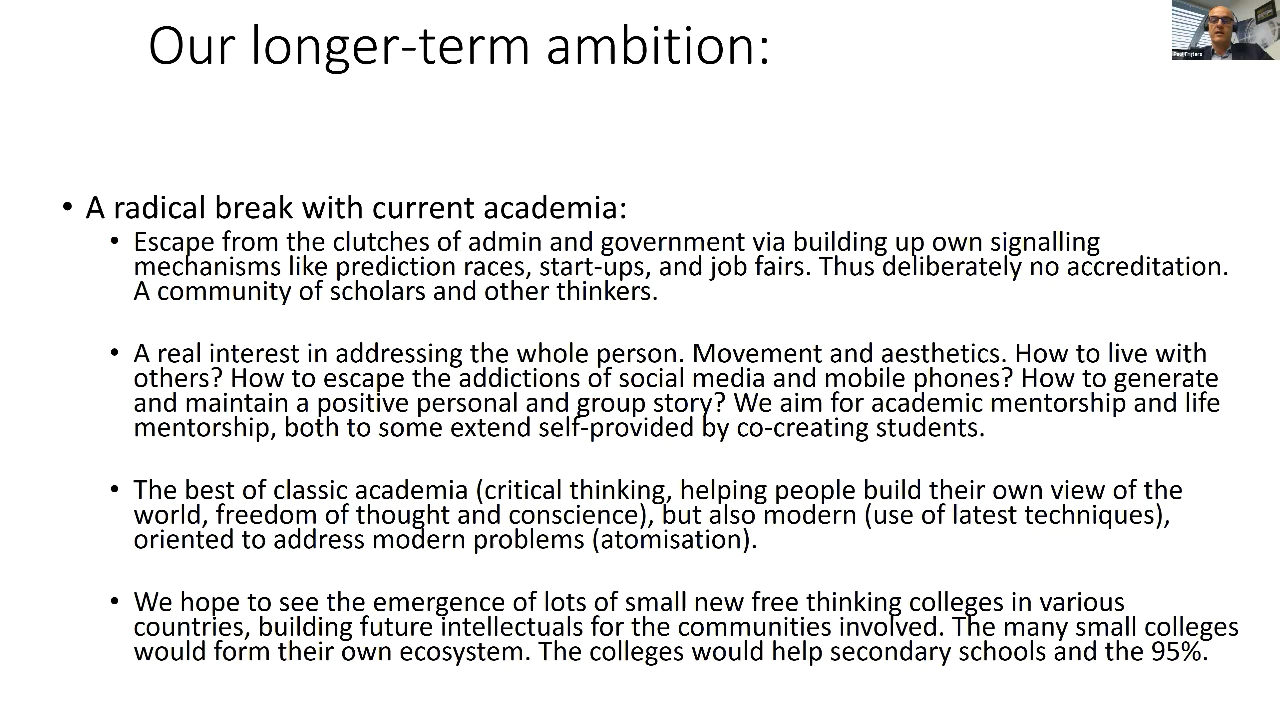 Our longer-term ambition:
• A radical break with current academia:
• Escape from the clutches of admin and government via building up own signalling
mechanisms like prediction races, start-ups, and job fairs. Thus deliberately no accreditation.
A community of scholars and other thinkers.
• A real interest in addressing the whole person. Movement and aesthetics. How to live with
others? How to escape the addictions of social media and mobile phones? How to generate
and maintain a positive personal and group story? We aim for academic mentorship and life
mentorship, both to some extend self-provided by co-creating students.
• The best of classic academia (critical thinking, helping people build their own view of the
world, freedom of thought and conscience), but also modern (use of latest techniques),
oriented to address modern problems (atomisation).
• We hope to see the emergence of lots of small new free thinking colleges in various
countries, building future intellectuals for the communities involved. The many small colleges
would form their own ecosystem. The colleges would help secondary schools and the 95%.